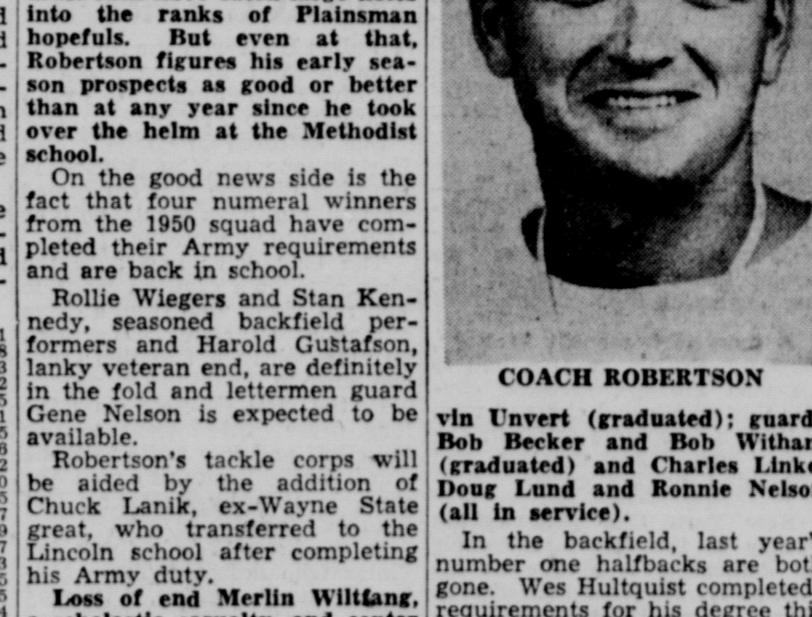 into the ranks of Plainsman
hopefuls. But even at that,
Robertson figures his early sea-
son prospects as good or better
than at any year since he took
over the helm at the Methodist
school.
On the good news side is the
fact that four numeral winners
from the 1950 squad have com-
pleted their Army requirements
and are back in school.
Rollie Wiegers and Stan Ken-
nedy, seasoned backfield per-
formers and Harold Gustafson,
lanky veteran end, are definitely
in the fold and lettermen guard
Gene Nelson is expected to be
available.
Robertson's tackle corps will
be aided by the addition of
Chuck Lanik, ex-Wayne State
great, who transferred to the
Lincoln school after completing
his Army duty.
Loss of end Merlin Wiltfang,
COACH ROBERTSON
vin Unvert (graduated); guard
Bob Becker and Bob
(graduated) and Charles
Doug Lund and Ronnie
(all in service).
In the backfield, last
number one halfbacks are
gone. Wes Hultquist completed
requirements for his degree